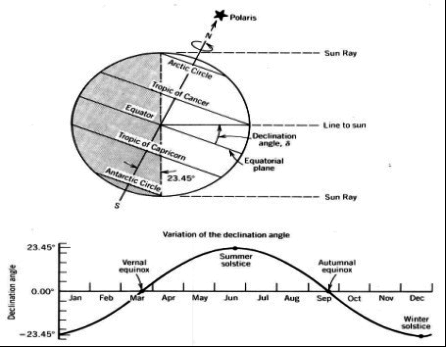 Polaris
N
Sun Ray
Arctic Circle
Tropic of Cancer
Equator
Line to sun
Declination
angle, δ
Tropic of Capricorn
Equatorial
plane
23.45°
Antarctic Circle
Sun Ray
S
Variation of the declination angle
23.45°
Vernal
equinox
Summer
solstice
Autumnal
equinox
Declination angle
0.00°
Jan Feb Mar Apr May Jun Jul Aug Sep Oct Nov Dec
Winter
solstice
−23.45°